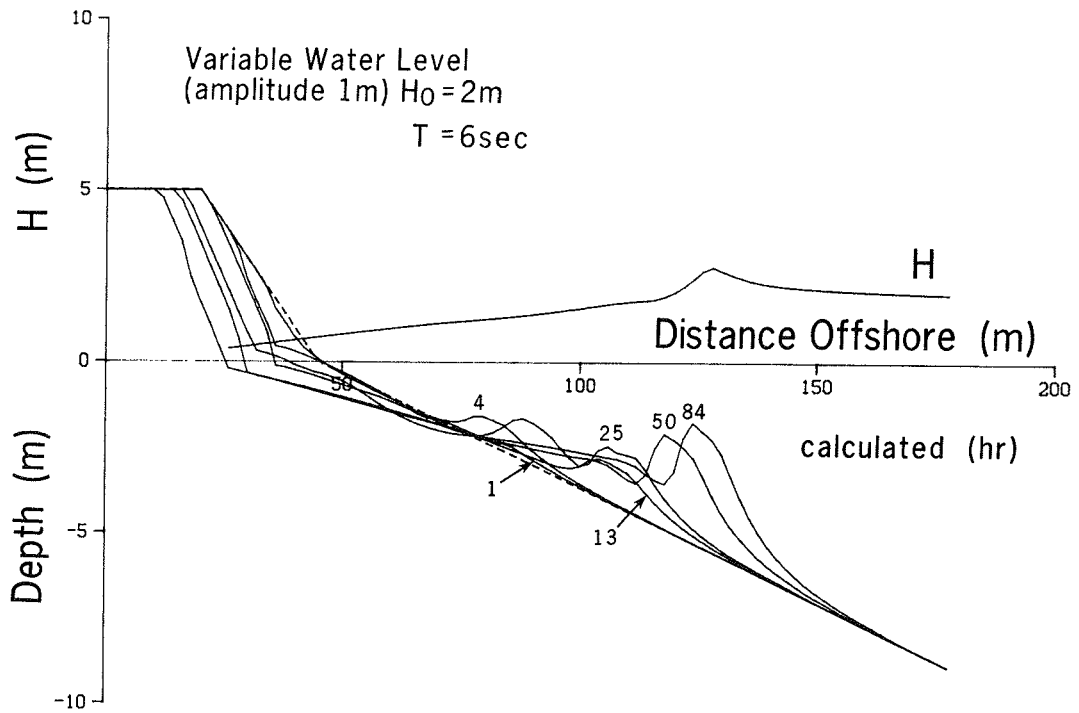 10
Variable Water Level
(amplitude 1m) H0 = 2m
T = 6sec
H (m)
5
H
Distance Offshore (m)
0
50
100
150
200
4
25
50
84
calculated (hr)
1
13
Depth (m)
-5
-10